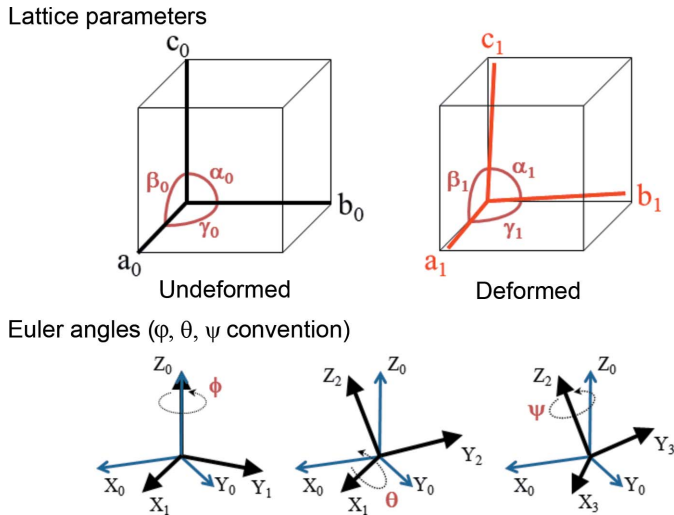 Lattice parameters
c₀ c₁
β₀ α₀ β₁ α₁
b₀ b₁
γ₀ γ₁
a₀ a₁
Undeformed Deformed
Euler angles (φ, θ, ψ convention)
Z₀ ϕ Z₂ Z₀ Z₂ Z₀
ψ
Y₂ Y₃
X₀ Y₀ Y₁ X₀ Y₀ X₀ Y₀
X₁ X₁ θ X₃